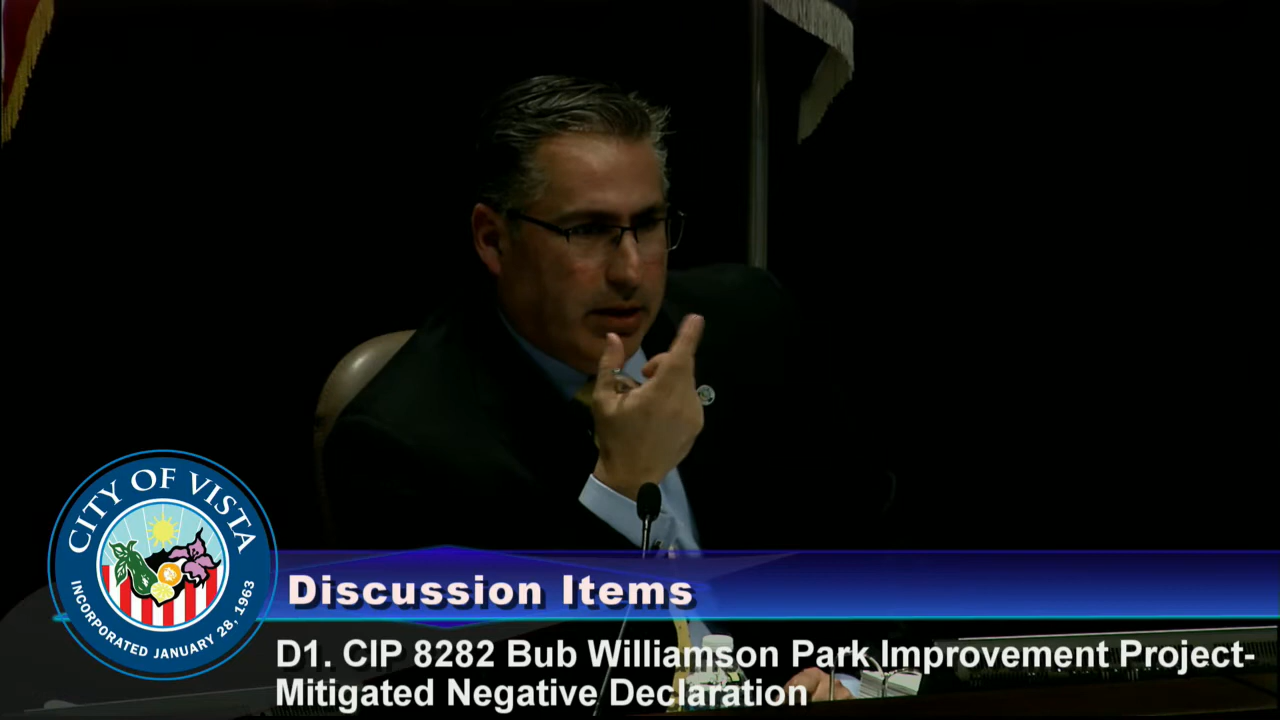 CITY OF VISTA
INCORPORATED JANUARY 28, 1963
Discussion Items
D1. CIP 8282 Bub Williamson Park Improvement Project-
Mitigated Negative Declaration